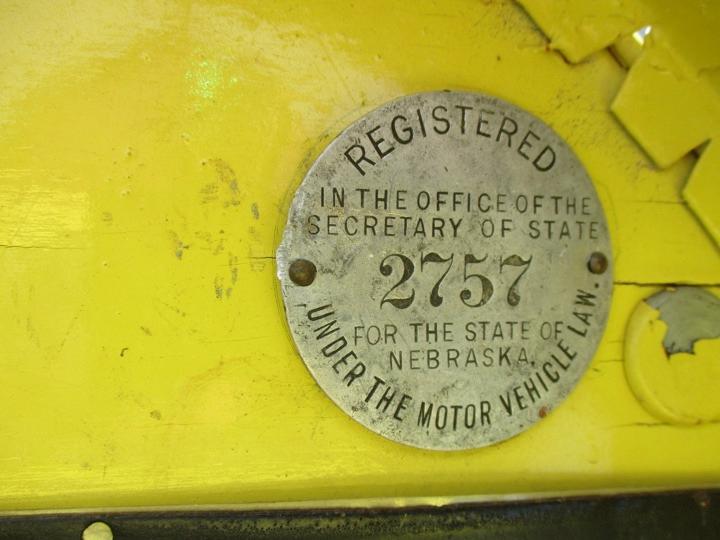 REGISTERED
IN THE OFFICE OF THE
SECRETARY OF STATE
2757
FOR THE STATE OF
NEBRASKA,
UNDER THE MOTOR VEHICLE LAW.